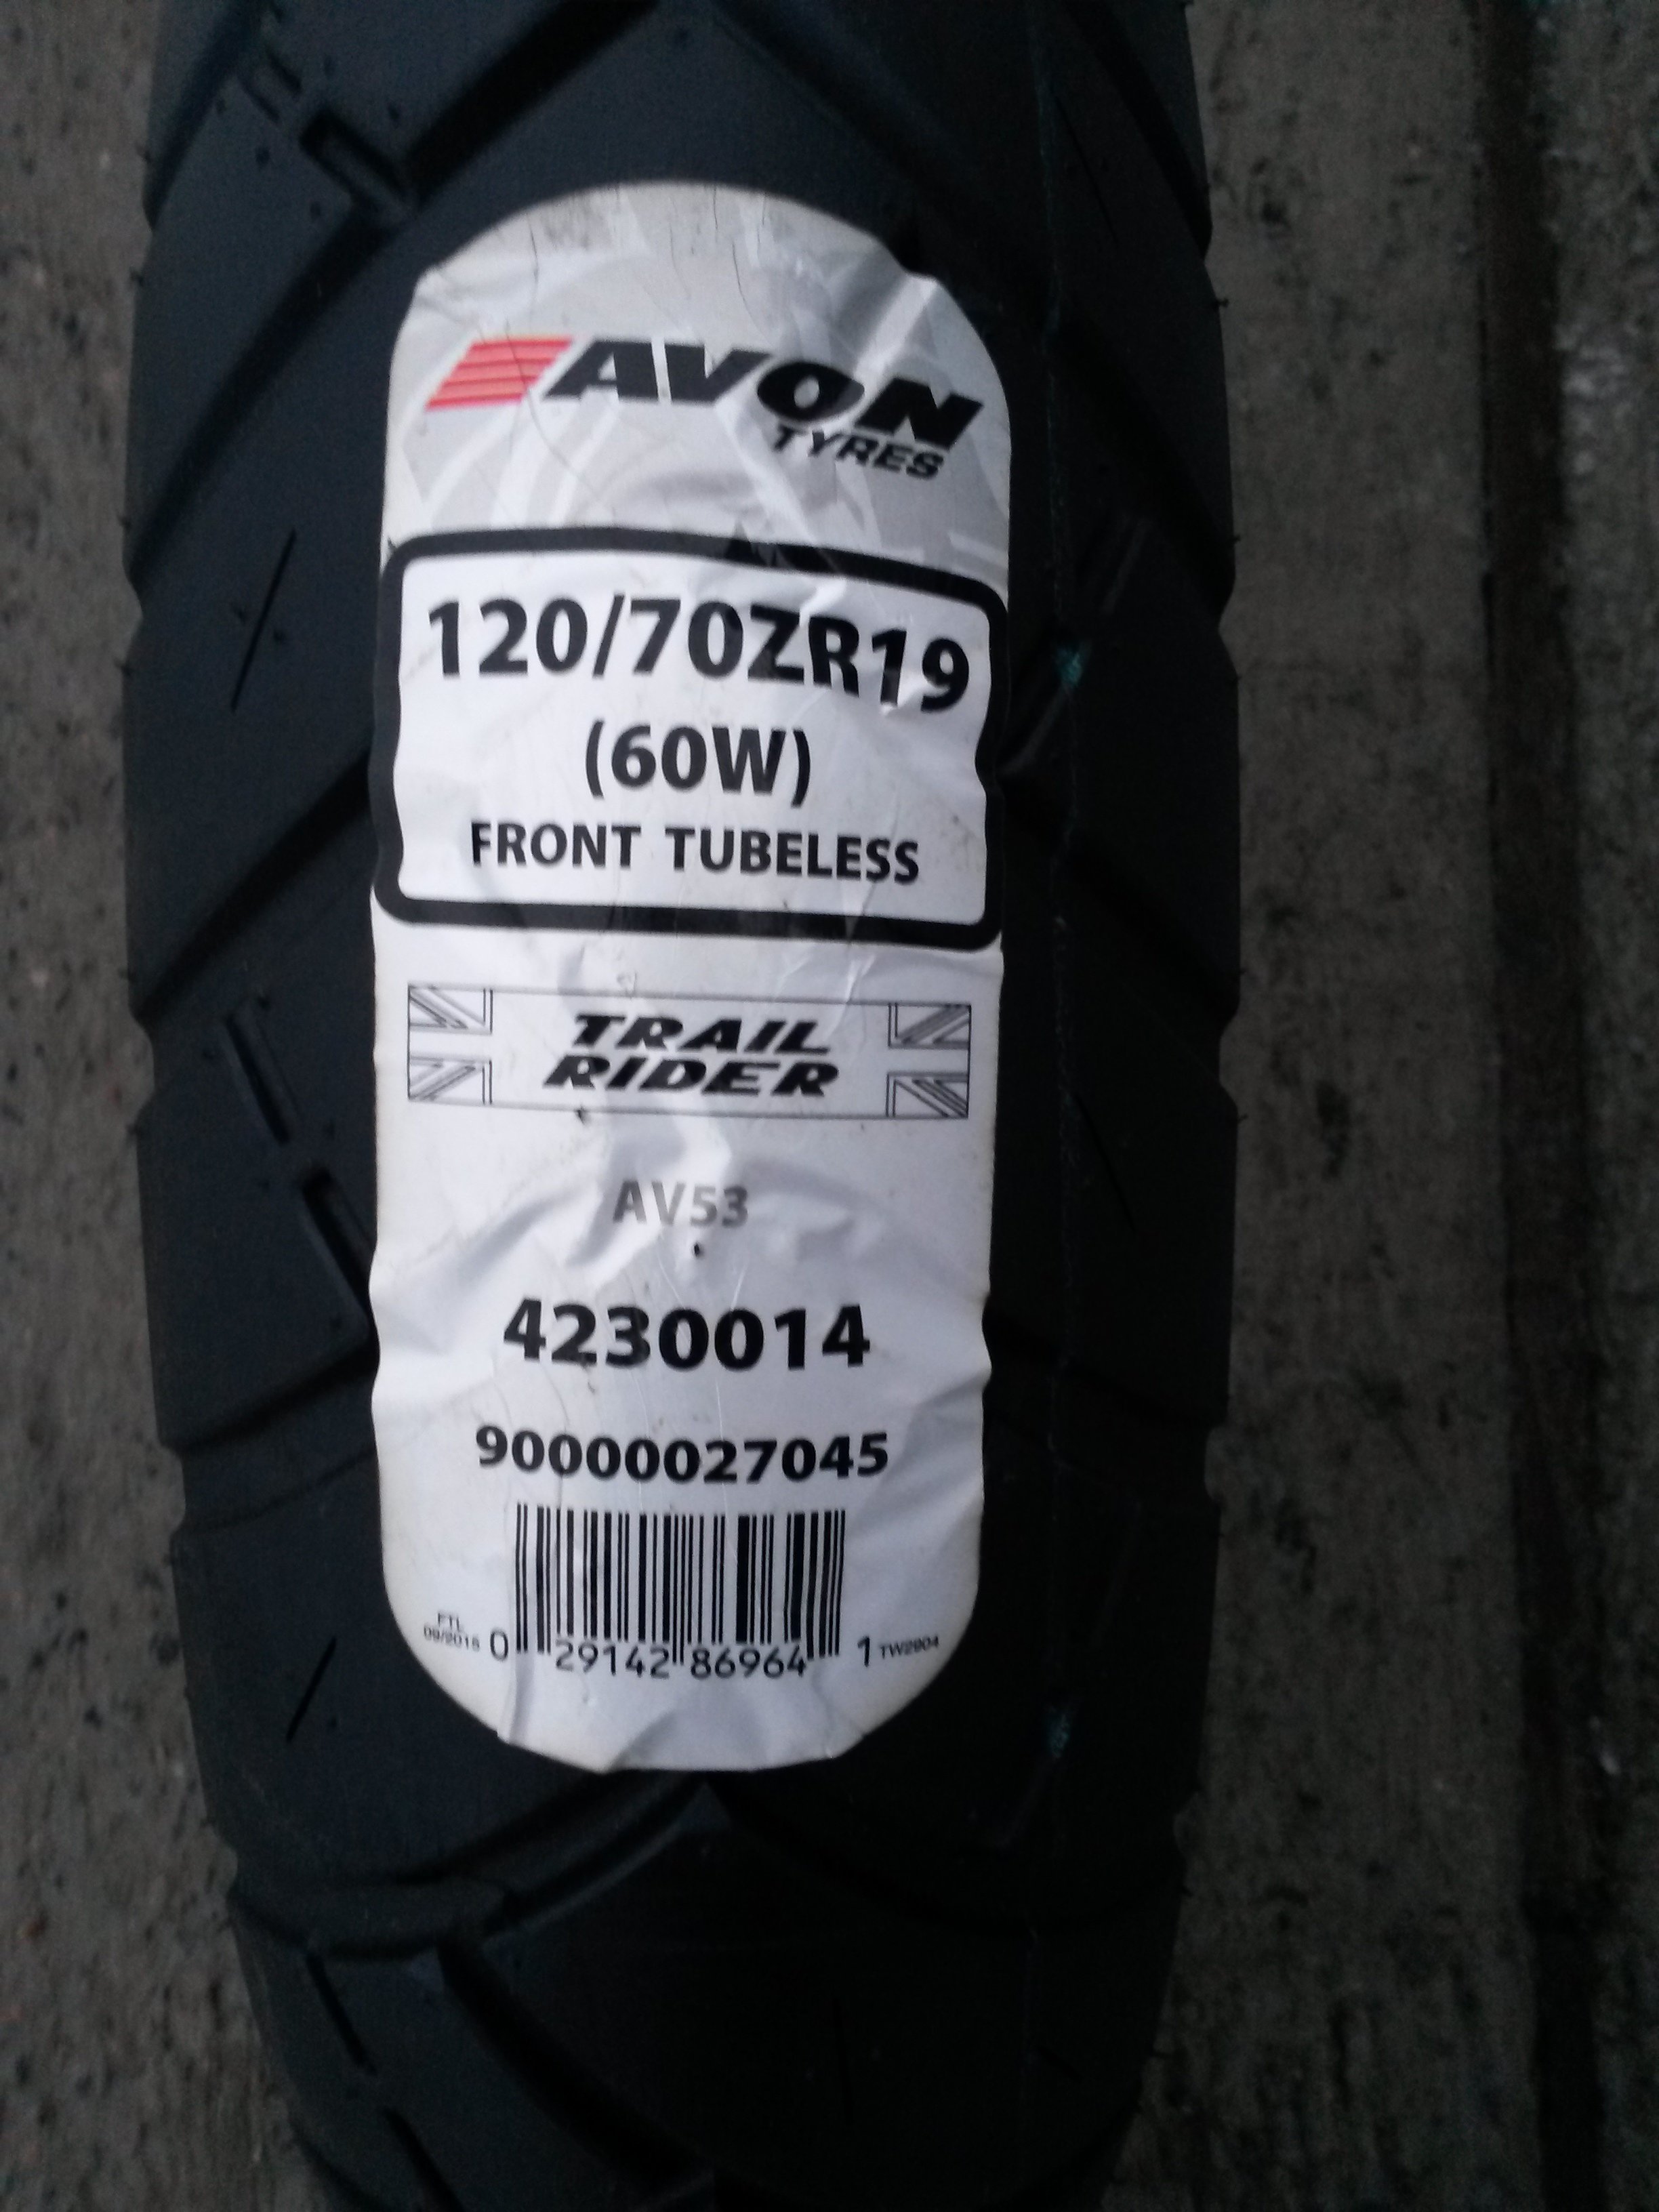 AVON
TYRES
120/70ZR19
(60W)
FRONT TUBELESS
TRAIL
RIDER
AV53
4230014
90000027045
FTL
09/2015
0 29142 86964 1
TW2904